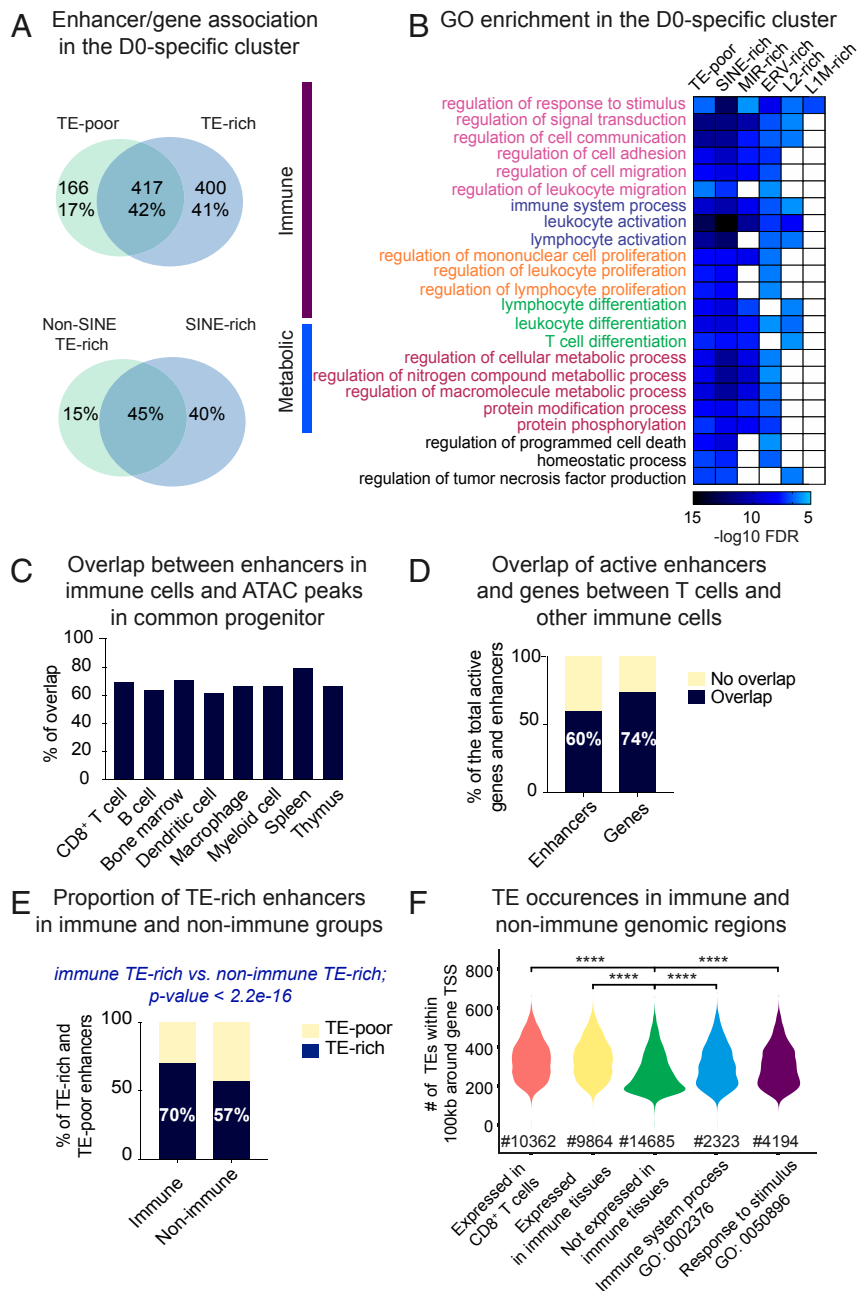 A
Enhancer/gene association
in the D0-specific cluster
TE-poor
TE-rich
166
17%
417
42%
400
41%
Non-SINE
TE-rich
SINE-rich
15%
45%
40%
Immune
Metabolic
B
GO enrichment in the D0-specific cluster
TE-poor
SINE-rich
MIR-rich
ERV-rich
L2-rich
L1M-rich
regulation of response to stimulus
regulation of signal transduction
regulation of cell communication
regulation of cell adhesion
regulation of cell migration
regulation of leukocyte migration
immune system process
leukocyte activation
lymphocyte activation
regulation of mononuclear cell proliferation
regulation of leukocyte proliferation
regulation of lymphocyte proliferation
lymphocyte differentiation
leukocyte differentiation
T cell differentiation
regulation of cellular metabolic process
regulation of nitrogen compound metabollic process
regulation of macromolecule metabolic process
protein modification process
protein phosphorylation
regulation of programmed cell death
homeostatic process
regulation of tumor necrosis factor production
15 10 5
-log10 FDR
C
Overlap between enhancers in
immune cells and ATAC peaks
in common progenitor
% of overlap
100
80
60
40
20
0
CD8⁺ T cell
B cell
Bone marrow
Dendritic cell
Macrophage
Myeloid cell
Spleen
Thymus
D
Overlap of active enhancers
and genes between T cells and
other immune cells
% of the total active
genes and enhancers
100
50
0
60%
74%
Enhancers
Genes
No overlap
Overlap
E
Proportion of TE-rich enhancers
in immune and non-immune groups
immune TE-rich vs. non-immune TE-rich;
p-value < 2.2e-16
% of TE-rich and
TE-poor enhancers
100
50
0
70%
57%
Immune
Non-immune
TE-poor
TE-rich
F
TE occurences in immune and
non-immune genomic regions
# of TEs within
100kb around gene TSS
800
600
400
200
0
**** ****
**** ****
#10362 #9864 #14685 #2323 #4194
Expressed in
CD8⁺ T cells
Expressed
in immune tissues
Not expressed in
immune tissues
Immune system process
GO: 0002376
Response to stimulus
GO: 0050896